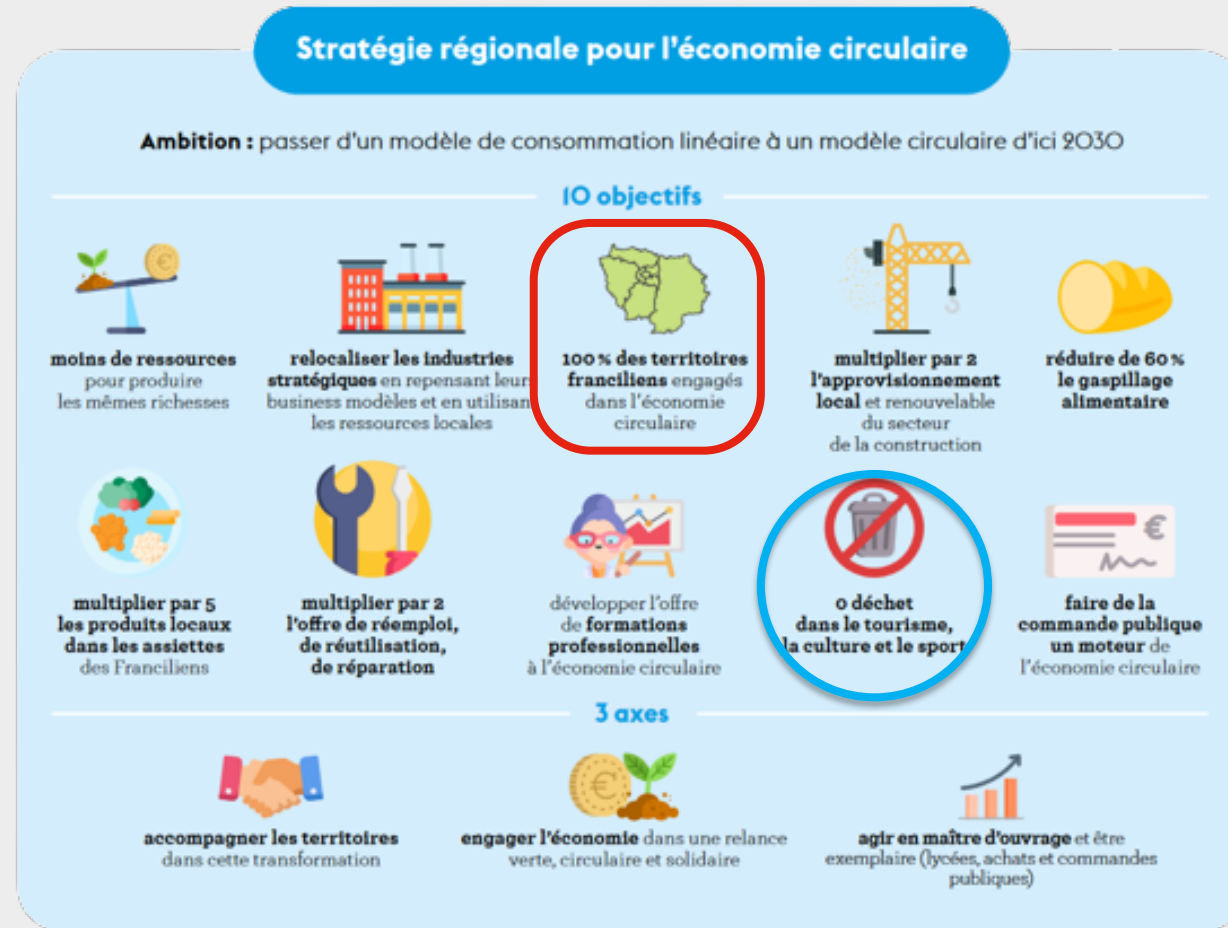 Stratégie régionale pour l'économie circulaire
Ambition : passer d'un modèle de consommation linéaire à un modèle circulaire d'ici 2030
10 objectifs
moins de ressources
pour produire
les mêmes richesses
relocaliser les industries
stratégiques en repensant leurs
business modèles et en utilisan
les ressources locales
100 % des territoires
franciliens engagés
dans l'économie
circulaire
multiplier par 2
l'approvisionnement
local et renouvelable
du secteur
de la construction
réduire de 60 %
le gaspillage
alimentaire
multiplier par 5
les produits locaux
dans les assiettes
des Franciliens
multiplier par 2
l'offre de réemploi,
de réutilisation,
de réparation
développer l'offre
de formations
professionnelles
à l'économie circulaire
0 déchet
dans le tourisme,
la culture et le sport
€
faire de la
commande publique
un moteur de
l'économie circulaire
3 axes
accompagner les territoires
dans cette transformation
€
engager l'économie dans une relance
verte, circulaire et solidaire
agir en maître d'ouvrage et être
exemplaire (lycées, achats et commandes
publiques)